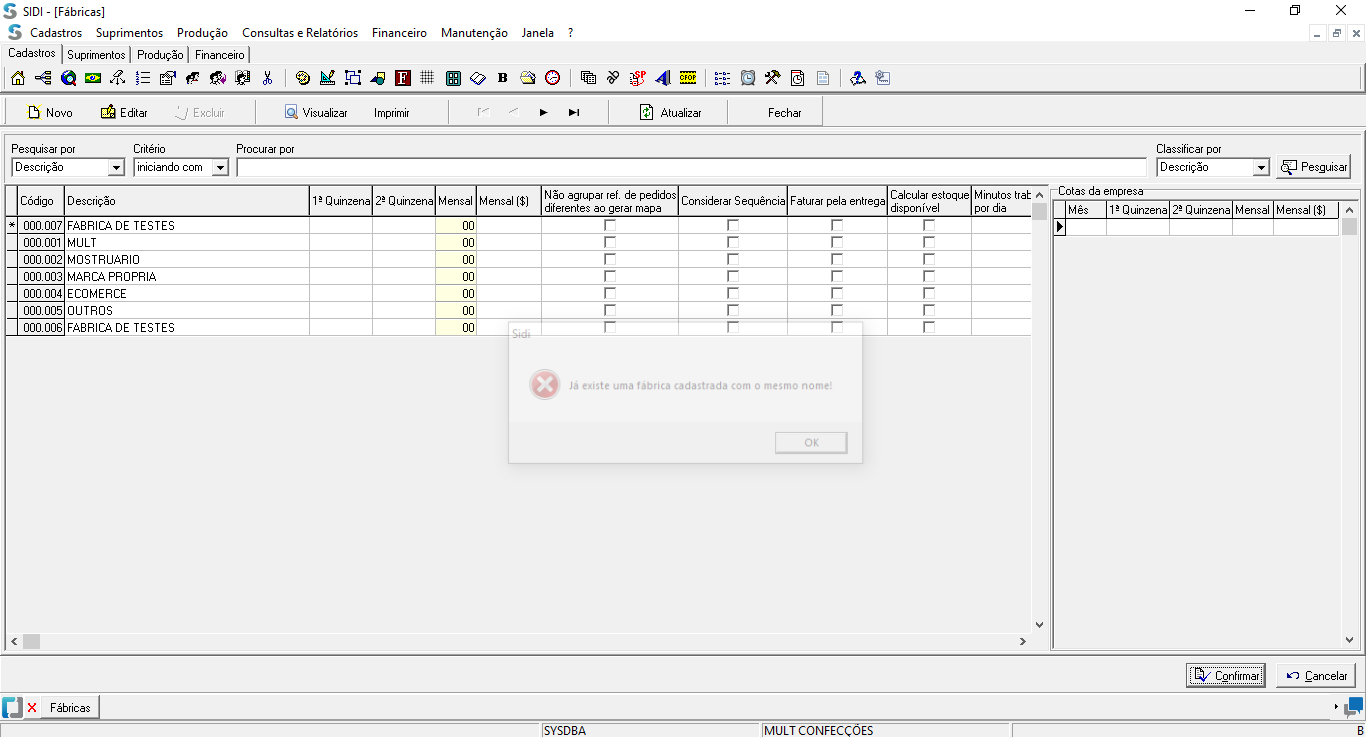 SIDI - [Fábricas]
Cadastros Suprimentos Produção Consultas e Relatórios Financeiro Manutenção Janela ?
Cadastros Suprimentos Produção Financeiro
Novo Editar Excluir Visualizar Imprimir Atualizar Fechar
Pesquisar por Critério Procurar por Classificar por
Descrição iniciando com Descrição Pesquisar
Código Descrição 1ª Quinzena 2ª Quinzena Mensal Mensal ($) Não agrupar ref. de pedidos diferentes ao gerar mapa Considerar Sequência Faturar pela entrega Calcular estoque disponível Minutos trab por dia
Cotas da empresa
Mês 1ª Quinzena 2ª Quinzena Mensal Mensal ($)
* 000.007 FABRICA DE TESTES 00
000.001 MULT 00
000.002 MOSTRUARIO 00
000.003 MARCA PROPRIA 00
000.004 ECOMERCE 00
000.005 OUTROS 00
000.006 FABRICA DE TESTES 00
Sidi
Já existe uma fábrica cadastrada com o mesmo nome!
OK
Confirmar Cancelar
Fábricas
SYSDBA MULT CONFECÇÕES B